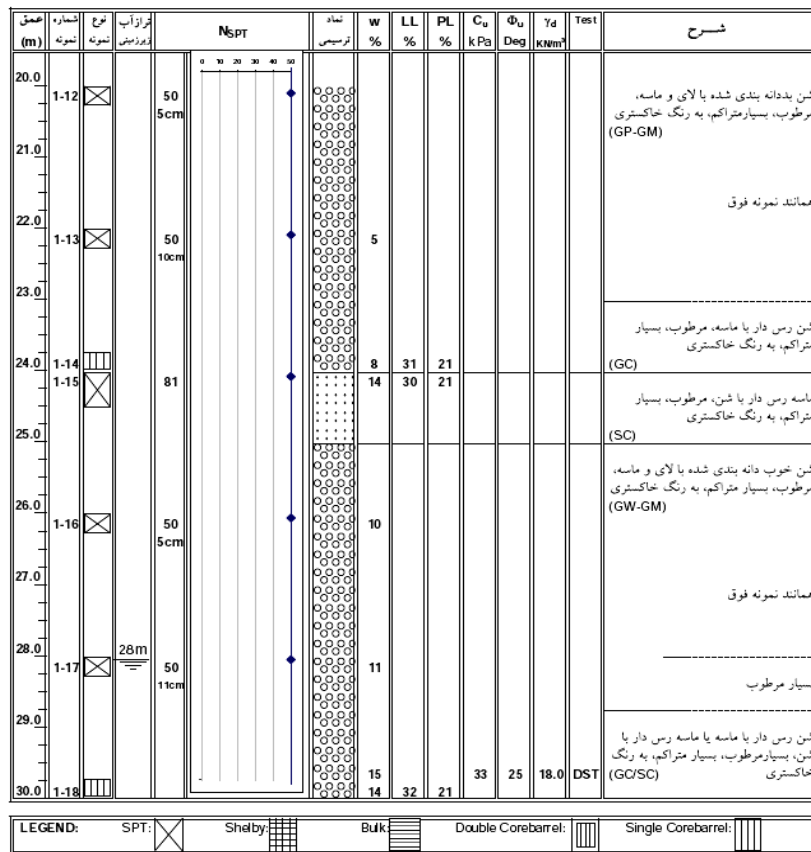 عمق (m) شماره نمونه نوع نمونه ترازآب زیرزمینی N SPT نماد ترسیمی w % LL % PL % Cu kPa Φu Deg γd KN/m³ Test شـــرح
0 10 20 30 40 50
20.0
1-12 50 5cm
شن بددانه بندی شده با لای و ماسه،
مرطوب، بسیارمتراکم، به رنگ خاکستری
(GP-GM)
21.0
همانند نمونه فوق
22.0
1-13 50 10cm 5
23.0
شن رس دار با ماسه، مرطوب، بسیار
متراکم، به رنگ خاکستری
(GC)
1-14 8 31 21
24.0
1-15 81 14 30 21
ماسه رس دار با شن، مرطوب، بسیار
متراکم، به رنگ خاکستری
(SC)
25.0
شن خوب دانه بندی شده با لای و ماسه،
مرطوب، بسیار متراکم، به رنگ خاکستری
(GW-GM)
26.0
1-16 50 5cm 10
27.0
همانند نمونه فوق
28.0
28m
1-17 50 11cm 11
بسیار مرطوب
29.0
شن رس دار با ماسه یا ماسه رس دار با
شن، بسیارمرطوب، بسیار متراکم، به رنگ
خاکستری (GC/SC)
15 33 25 18.0 DST
30.0 1-18 14 32 21
LEGEND: SPT: Shelby: Bulk: Double Corebarrel: Single Corebarrel: